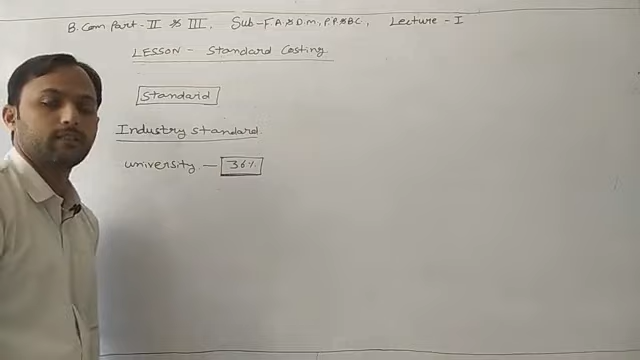 B. Com part - II & III, Sub - F.A. & D.M., P.P. & B.C., Lecture - I
LESSON - Standard Costing
Standard
Industry standard
university - 36%